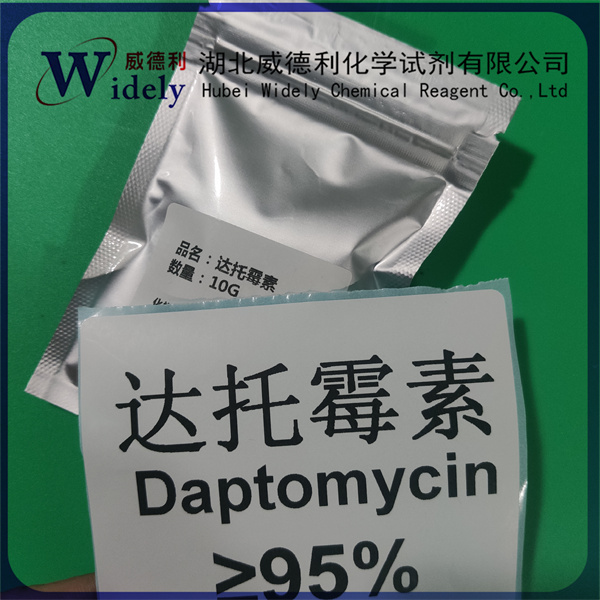 威德利
Widely
湖北威德利化学试剂有限公司
Hubei Widely Chemical Reagent Co.,Ltd
品名：达托霉素
数量：10G
达托霉素
Daptomycin
≥95%